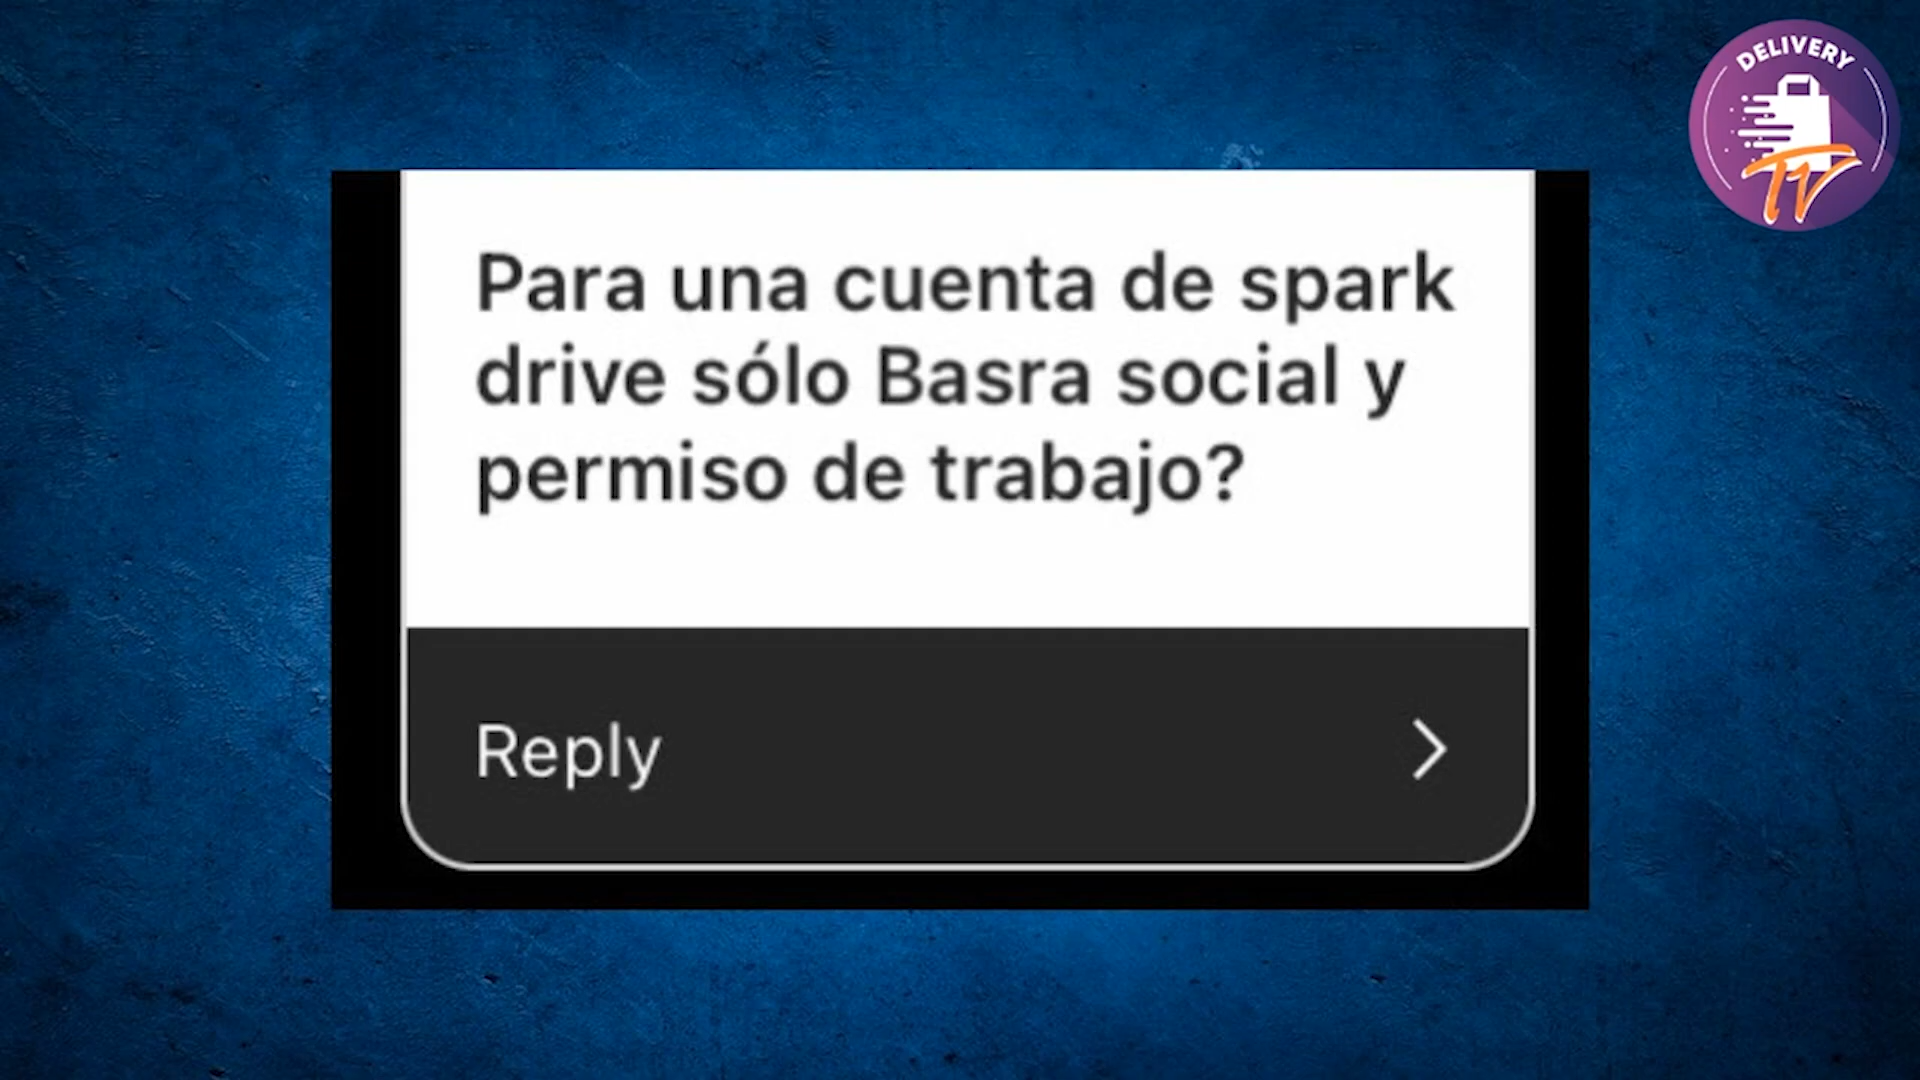 DELIVERY
TV
Para una cuenta de spark
drive sólo Basra social y
permiso de trabajo?
Reply